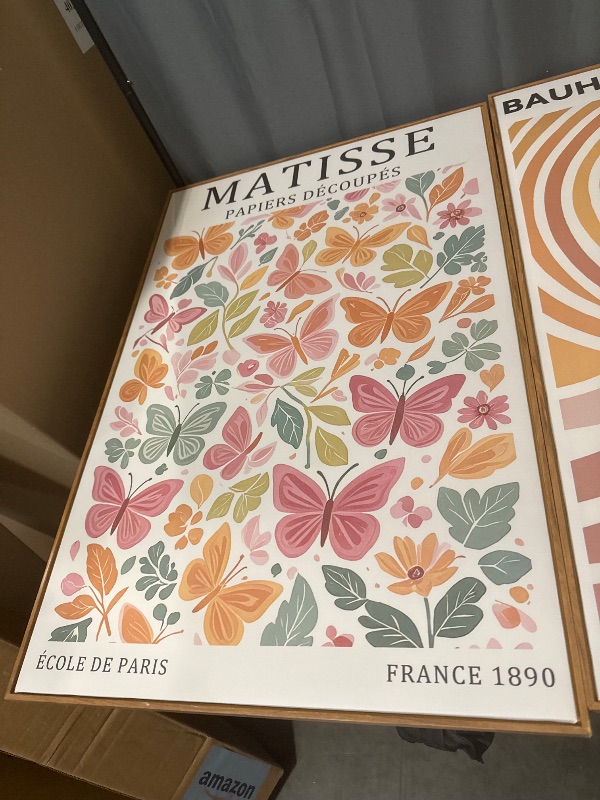 MATISSE
PAPIERS DÉCOUPÉS
BAUH
ÉCOLE DE PARIS
FRANCE 1890
amazon